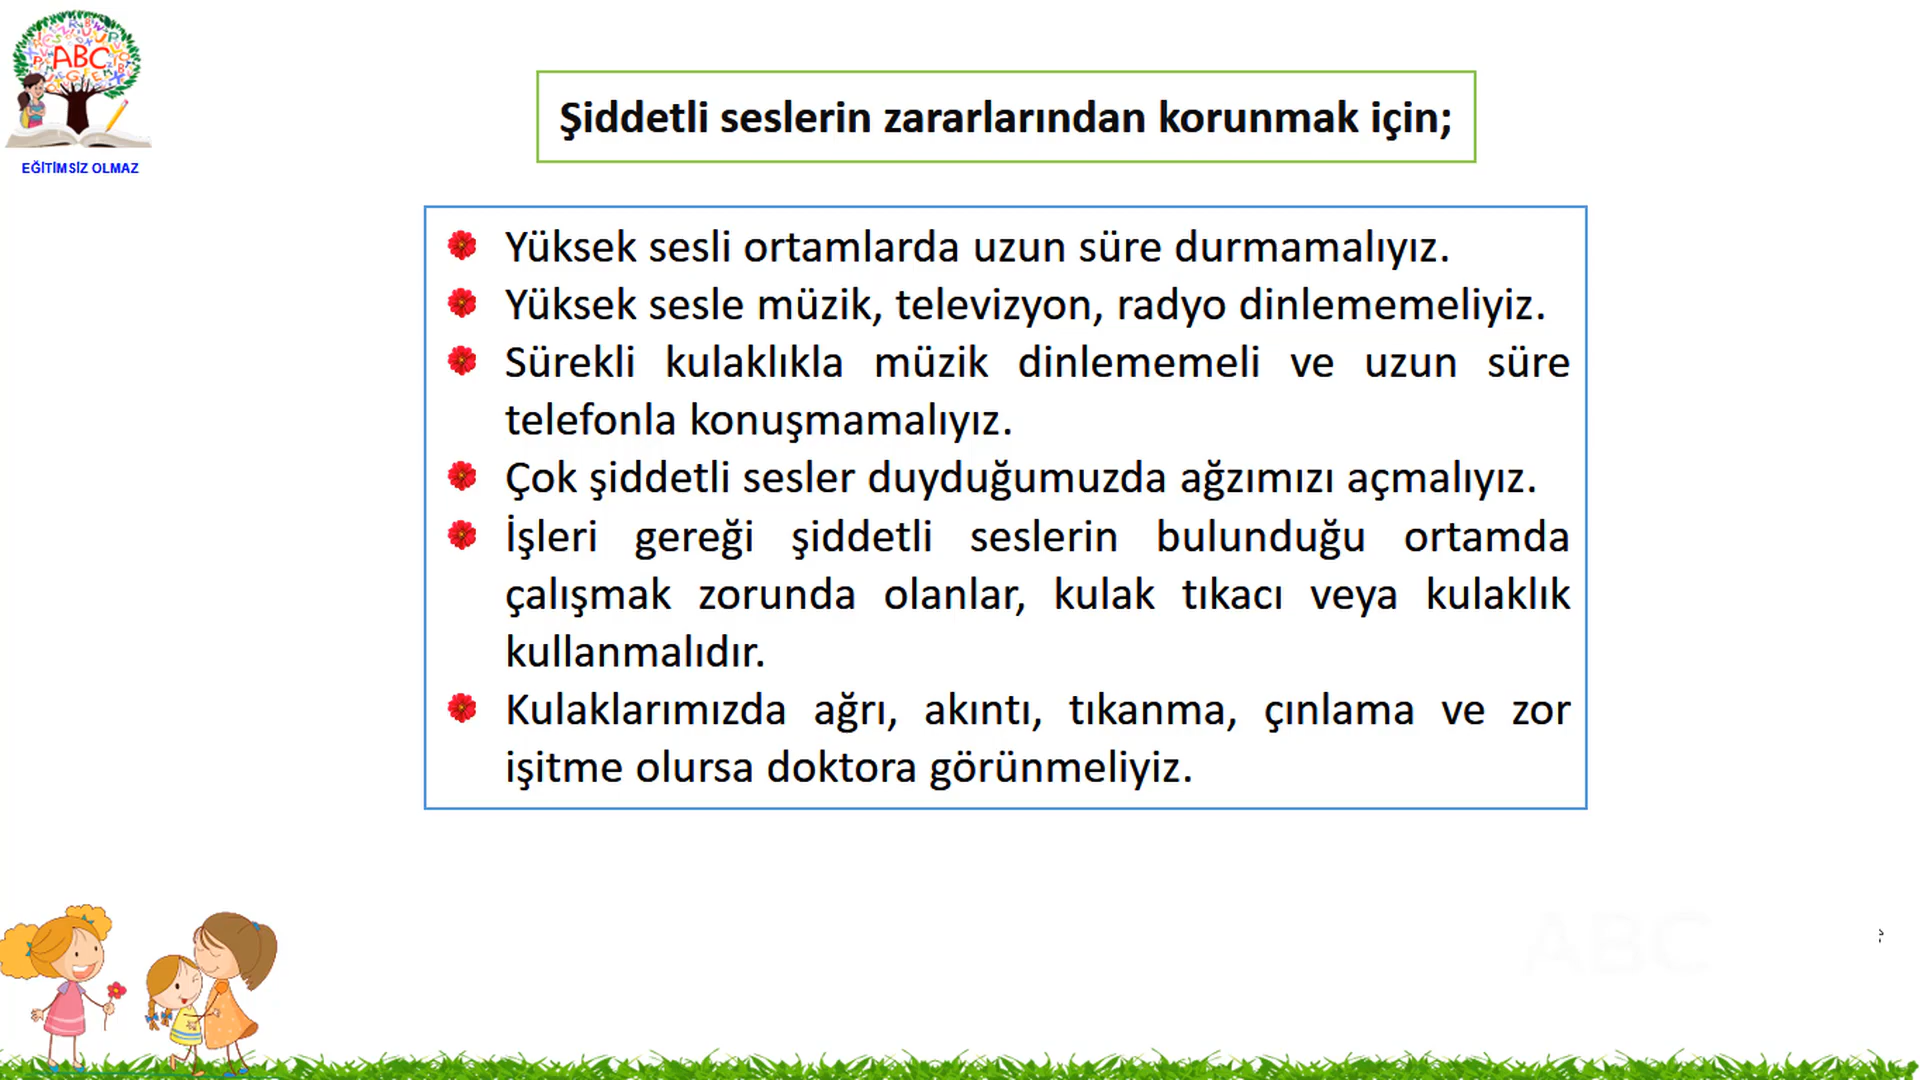 ABC
EĞİTİMSİZ OLMAZ
Şiddetli seslerin zararlarından korunmak için;
Yüksek sesli ortamlarda uzun süre durmamalıyız.
Yüksek sesle müzik, televizyon, radyo dinlememeliyiz.
Sürekli kulaklıkla müzik dinlememeli ve uzun süre
telefonla konuşmamalıyız.
Çok şiddetli sesler duyduğumuzda ağzımızı açmalıyız.
İşleri gereği şiddetli seslerin bulunduğu ortamda
çalışmak zorunda olanlar, kulak tıkacı veya kulaklık
kullanmalıdır.
Kulaklarımızda ağrı, akıntı, tıkanma, çınlama ve zor
işitme olursa doktora görünmeliyiz.
ABC